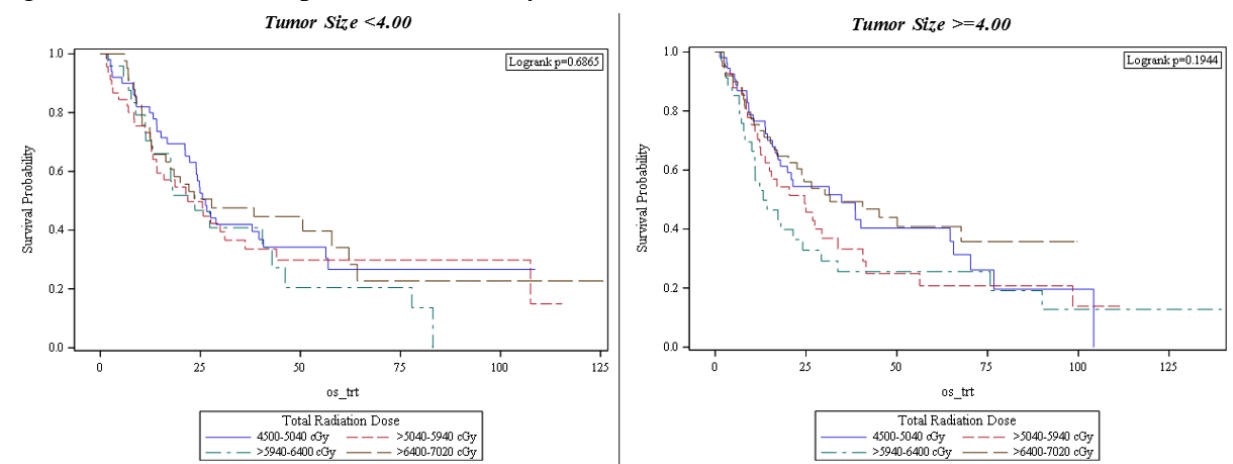 Tumor Size <4.00
Logrank p=0.6865
1.0
0.8
0.6
0.4
0.2
0.0
Survival Probability
0 25 50 75 100 125
os_trt
Total Radiation Dose
4500-5040 cGy >5040-5940 cGy
>5940-6400 cGy >6400-7020 cGy
Tumor Size >=4.00
Logrank p=0.1944
1.0
0.8
0.6
0.4
0.2
0.0
Survival Probability
0 25 50 75 100 125
os_trt
Total Radiation Dose
4500-5040 cGy >5040-5940 cGy
>5940-6400 cGy >6400-7020 cGy